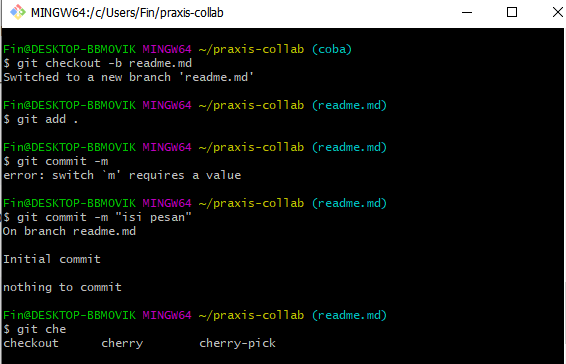 MINGW64:/c/Users/Fin/praxis-collab
Fin@DESKTOP-BBMOVIK MINGW64 ~/praxis-collab (coba)
$ git checkout -b readme.md
Switched to a new branch 'readme.md'
Fin@DESKTOP-BBMOVIK MINGW64 ~/praxis-collab (readme.md)
$ git add .
Fin@DESKTOP-BBMOVIK MINGW64 ~/praxis-collab (readme.md)
$ git commit -m
error: switch `m' requires a value
Fin@DESKTOP-BBMOVIK MINGW64 ~/praxis-collab (readme.md)
$ git commit -m "isi pesan"
On branch readme.md
Initial commit
nothing to commit
Fin@DESKTOP-BBMOVIK MINGW64 ~/praxis-collab (readme.md)
$ git che
checkout cherry cherry-pick